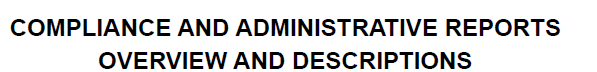 COMPLIANCE AND ADMINISTRATIVE REPORTS
OVERVIEW AND DESCRIPTIONS